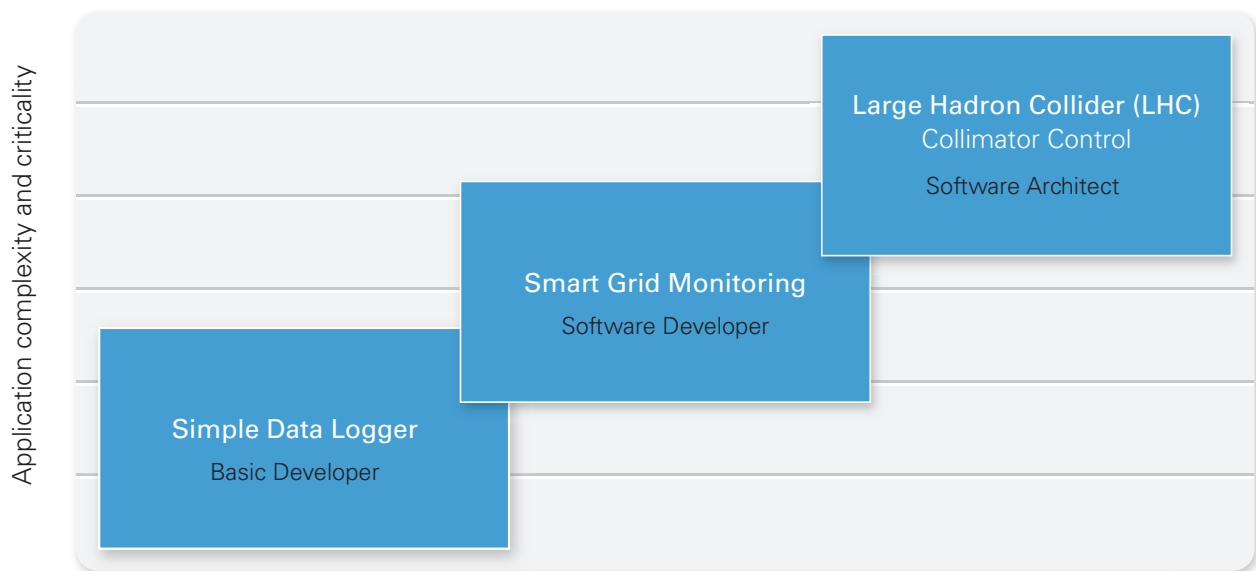 Application complexity and criticality
Large Hadron Collider (LHC)
Collimator Control
Software Architect
Smart Grid Monitoring
Software Developer
Simple Data Logger
Basic Developer